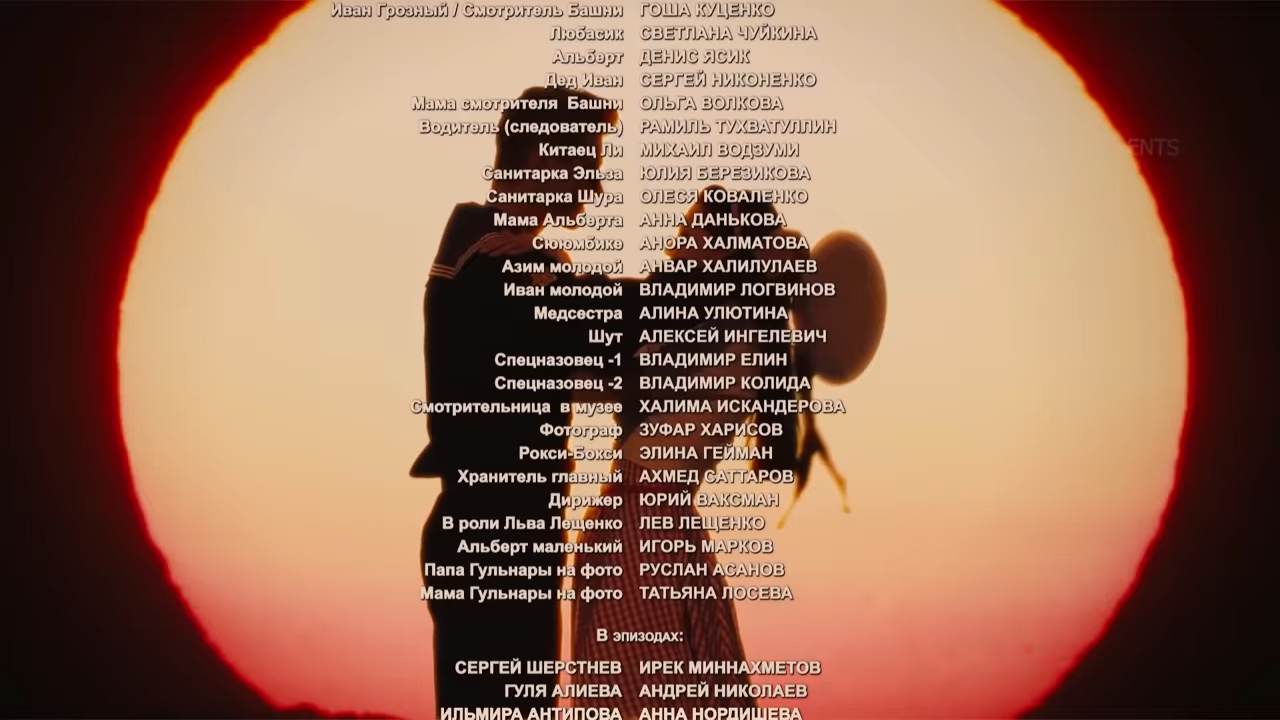 Иван Грозный / Смотритель Башни ГОША КУЦЕНКО
Любасик СВЕТЛАНА ЧУЙКИНА
Альберт ДЕНИС ЯСИК
Дед Иван СЕРГЕЙ НИКОНЕНКО
Мама смотрителя Башни ОЛЬГА ВОЛКОВА
Водитель (следователь) РАМИЛЬ ТУХВАТУЛЛИН
Китаец Ли МИХАИЛ ВОДЗУМИ
Санитарка Эльза ЮЛИЯ БЕРЕЗИКОВА
Санитарка Шура ОЛЕСЯ КОВАЛЕНКО
Мама Альберта АННА ДАНЬКОВА
Сююмбике АНОРА ХАЛМАТОВА
Азим молодой АНВАР ХАЛИЛУЛАЕВ
Иван молодой ВЛАДИМИР ЛОГВИНОВ
Медсестра АЛИНА УЛЮТИНА
Шут АЛЕКСЕЙ ИНГЕЛЕВИЧ
Спецназовец -1 ВЛАДИМИР ЕЛИН
Спецназовец -2 ВЛАДИМИР КОЛИДА
Смотрительница в музее ХАЛИМА ИСКАНДЕРОВА
Фотограф ЗУФАР ХАРИСОВ
Рокси-Бокси ЭЛИНА ГЕЙМАН
Хранитель главный АХМЕД САТТАРОВ
Дирижер ЮРИЙ ВАКСМАН
В роли Льва Лещенко ЛЕВ ЛЕЩЕНКО
Альберт маленький ИГОРЬ МАРКОВ
Папа Гульнары на фото РУСЛАН АСАНОВ
Мама Гульнары на фото ТАТЬЯНА ЛОСЕВА
В эпизодах:
СЕРГЕЙ ШЕРСТНЕВ ИРЕК МИННАХМЕТОВ
ГУЛЯ АЛИЕВА АНДРЕЙ НИКОЛАЕВ
ИЛЬМИРА АНТИПОВА АННА НОРДИШЕВА